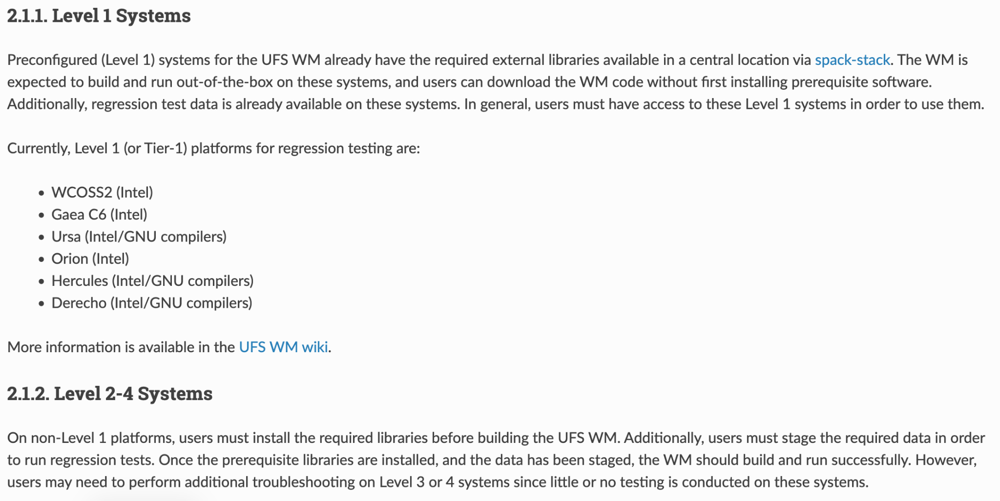 2.1.1. Level 1 Systems
Preconfigured (Level 1) systems for the UFS WM already have the required external libraries available in a central location via spack-stack. The WM is
expected to build and run out-of-the-box on these systems, and users can download the WM code without first installing prerequisite software.
Additionally, regression test data is already available on these systems. In general, users must have access to these Level 1 systems in order to use them.
Currently, Level 1 (or Tier-1) platforms for regression testing are:
• WCOSS2 (Intel)
• Gaea C6 (Intel)
• Ursa (Intel/GNU compilers)
• Orion (Intel)
• Hercules (Intel/GNU compilers)
• Derecho (Intel/GNU compilers)
More information is available in the UFS WM wiki.
2.1.2. Level 2-4 Systems
On non-Level 1 platforms, users must install the required libraries before building the UFS WM. Additionally, users must stage the required data in order
to run regression tests. Once the prerequisite libraries are installed, and the data has been staged, the WM should build and run successfully. However,
users may need to perform additional troubleshooting on Level 3 or 4 systems since little or no testing is conducted on these systems.